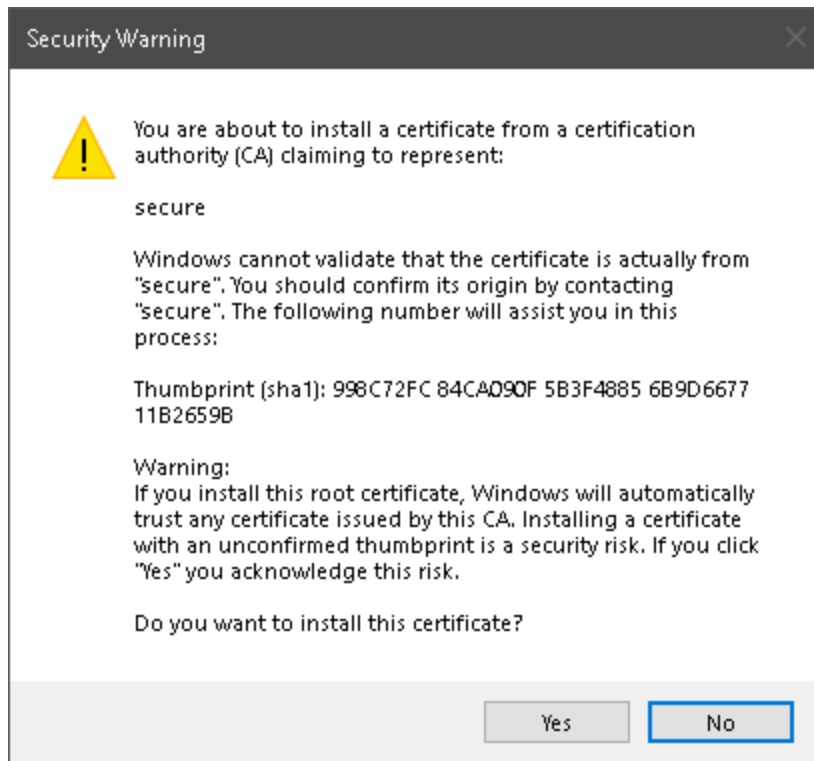 Security Warning
You are about to install a certificate from a certification
authority (CA) claiming to represent:
secure
Windows cannot validate that the certificate is actually from
"secure". You should confirm its origin by contacting
"secure". The following number will assist you in this
process:
Thumbprint (sha1): 998C72FC 84CA090F 5B3F4885 6B9D6677
11B2659B
Warning:
If you install this root certificate, Windows will automatically
trust any certificate issued by this CA. Installing a certificate
with an unconfirmed thumbprint is a security risk. If you click
"Yes" you acknowledge this risk.
Do you want to install this certificate?
Yes No